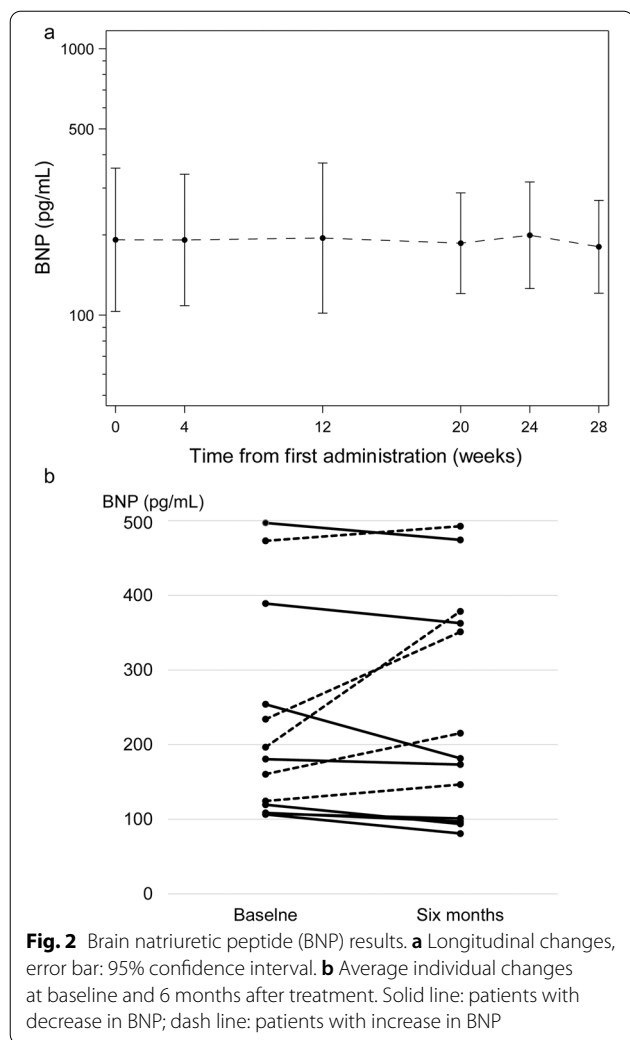 a
1000
500
100
BNP (pg/mL)
0 4 12 20 24 28
Time from first administration (weeks)
b
BNP (pg/mL)
500
400
300
200
100
0
Baselne Six months
Fig. 2 Brain natriuretic peptide (BNP) results. a Longitudinal changes,
error bar: 95% confidence interval. b Average individual changes
at baseline and 6 months after treatment. Solid line: patients with
decrease in BNP; dash line: patients with increase in BNP